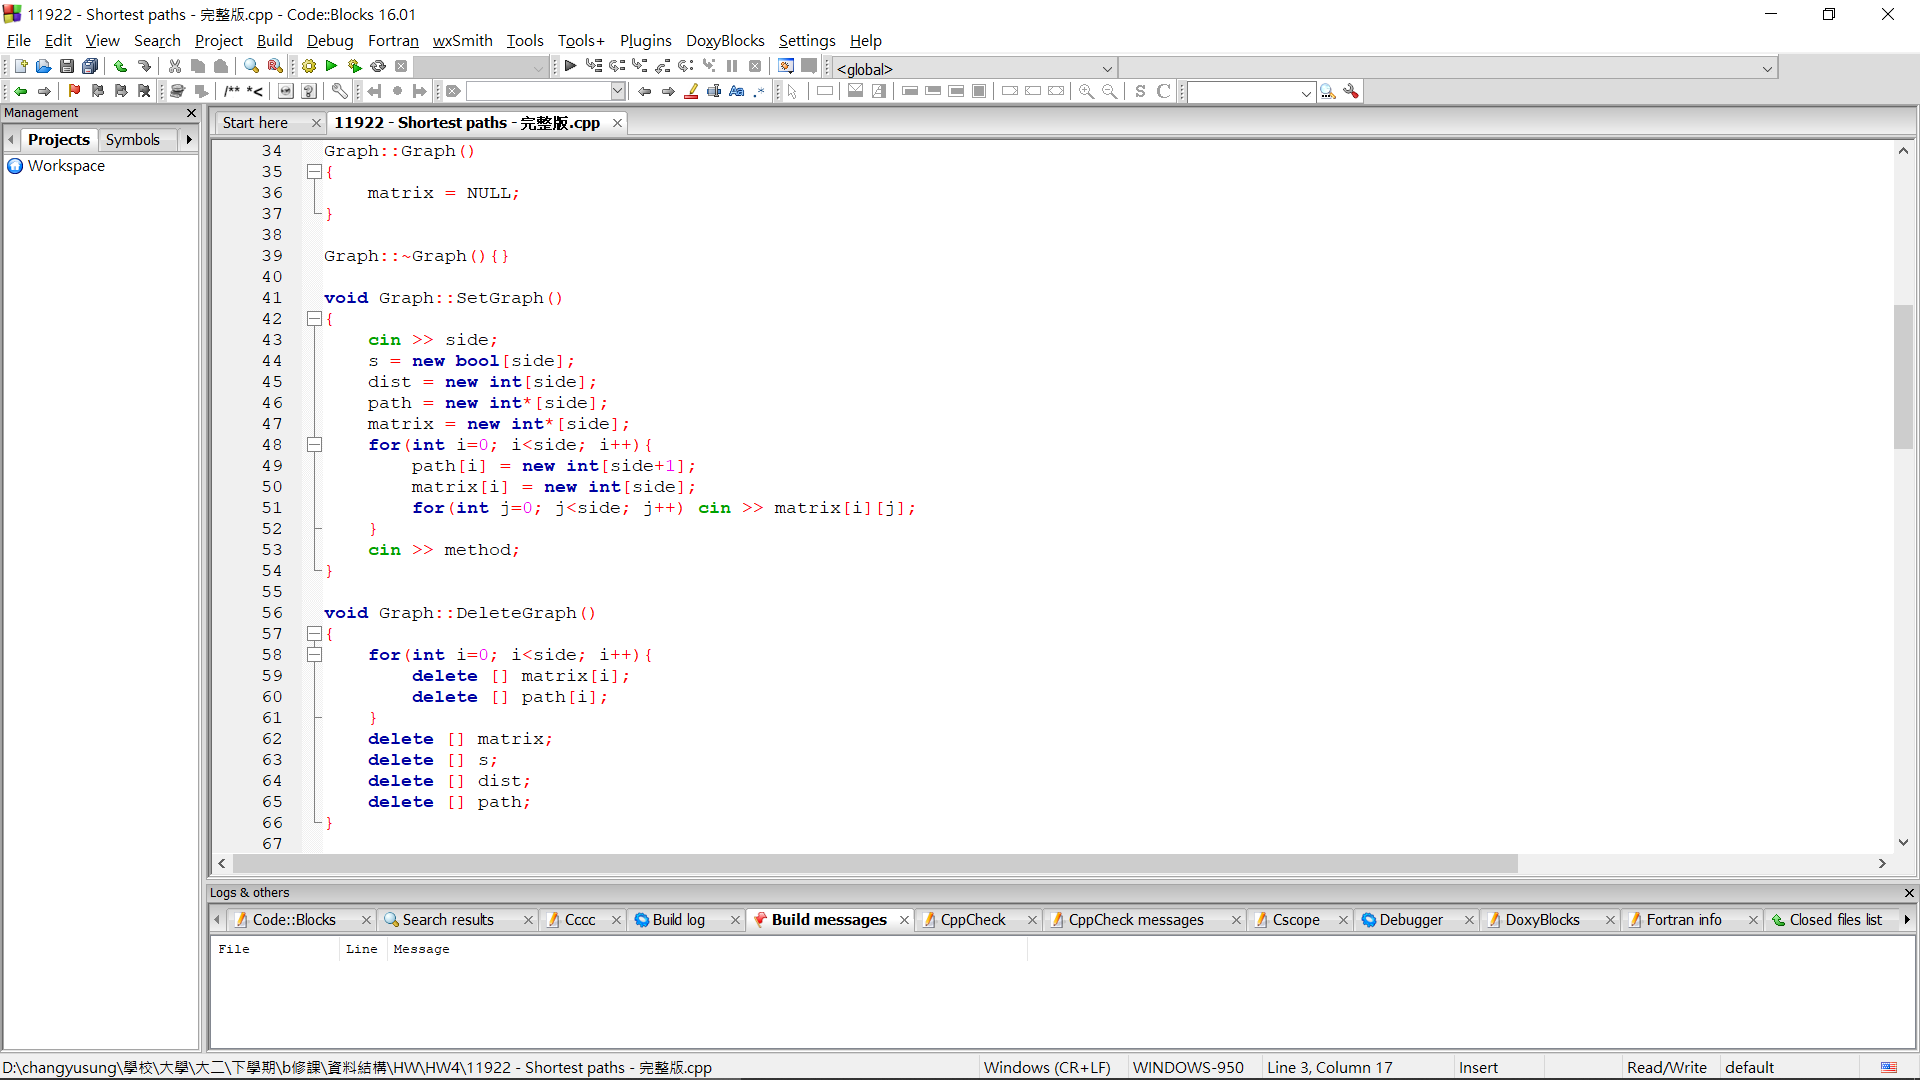 11922 - Shortest paths - 完整版.cpp - Code::Blocks 16.01
File Edit View Search Project Build Debug Fortran wxSmith Tools Tools+ Plugins DoxyBlocks Settings Help
<global>
/** *<
S C
Management
Projects Symbols
Workspace
Start here 11922 - Shortest paths - 完整版.cpp
34 Graph::Graph()
35 {
36 matrix = NULL;
37 }
38
39 Graph::~Graph(){}
40
41 void Graph::SetGraph()
42 {
43 cin >> side;
44 s = new bool[side];
45 dist = new int[side];
46 path = new int*[side];
47 matrix = new int*[side];
48 for(int i=0; i<side; i++){
49 path[i] = new int[side+1];
50 matrix[i] = new int[side];
51 for(int j=0; j<side; j++) cin >> matrix[i][j];
52 }
53 cin >> method;
54 }
55
56 void Graph::DeleteGraph()
57 {
58 for(int i=0; i<side; i++){
59 delete [] matrix[i];
60 delete [] path[i];
61 }
62 delete [] matrix;
63 delete [] s;
64 delete [] dist;
65 delete [] path;
66 }
67
Logs & others
Code::Blocks Search results Cccc Build log Build messages CppCheck CppCheck messages Cscope Debugger DoxyBlocks Fortran info Closed files list
File Line Message
D:\changyusung\學校\大學\大二\下學期\b修課\資料結構\HW\HW4\11922 - Shortest paths - 完整版.cpp Windows (CR+LF) WINDOWS-950 Line 3, Column 17 Insert Read/Write default